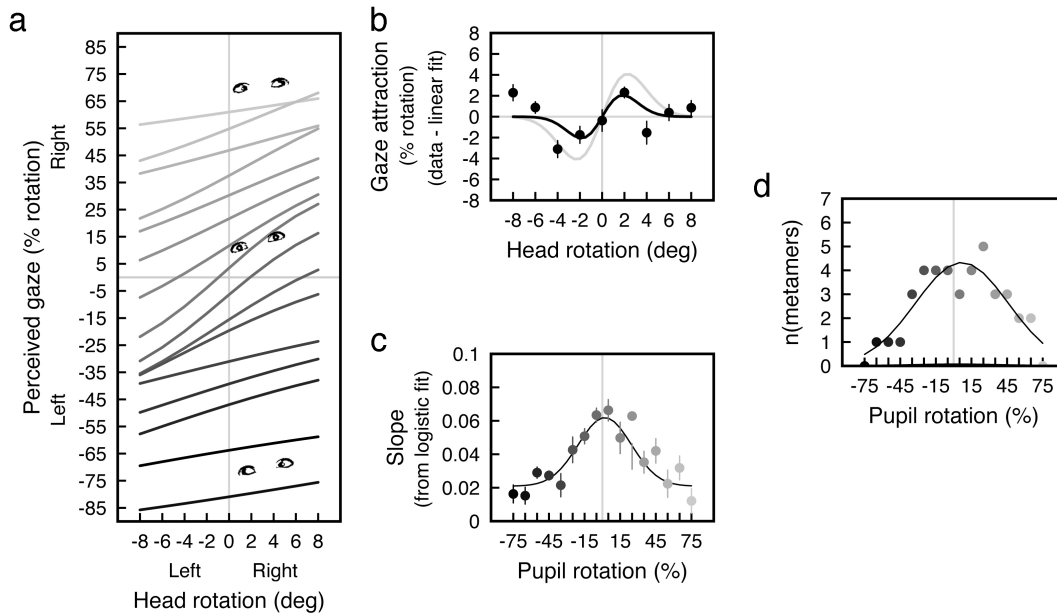 a
Perceived gaze (% rotation)
Right
Left
85
75
65
55
45
35
25
15
5
-5
-15
-25
-35
-45
-55
-65
-75
-85
-8 -6 -4 -2 0 2 4 6 8
Left Right
Head rotation (deg)
b
Gaze attraction
(% rotation)
(data - linear fit)
8
6
4
2
0
-2
-4
-6
-8
-8 -6 -4 -2 0 2 4 6 8
Head rotation (deg)
c
Slope
(from logistic fit)
0.1
0.08
0.06
0.04
0.02
0
-75 -45 -15 15 45 75
Pupil rotation (%)
d
n(metamers)
7
6
5
4
3
2
1
0
-75 -45 -15 15 45 75
Pupil rotation (%)